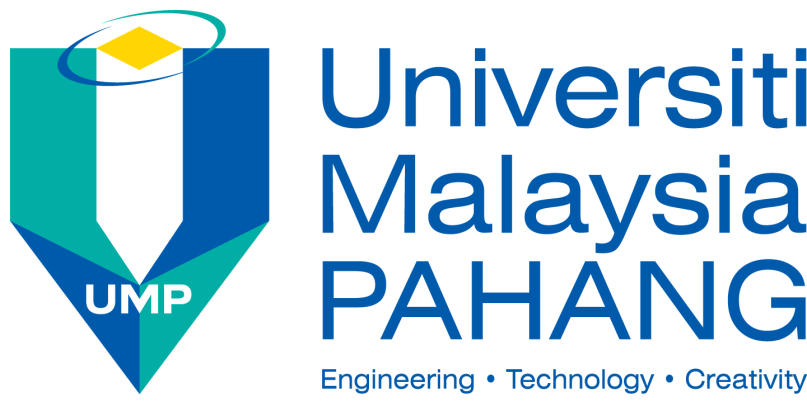 UMP
Universiti
Malaysia
PAHANG
Engineering • Technology • Creativity